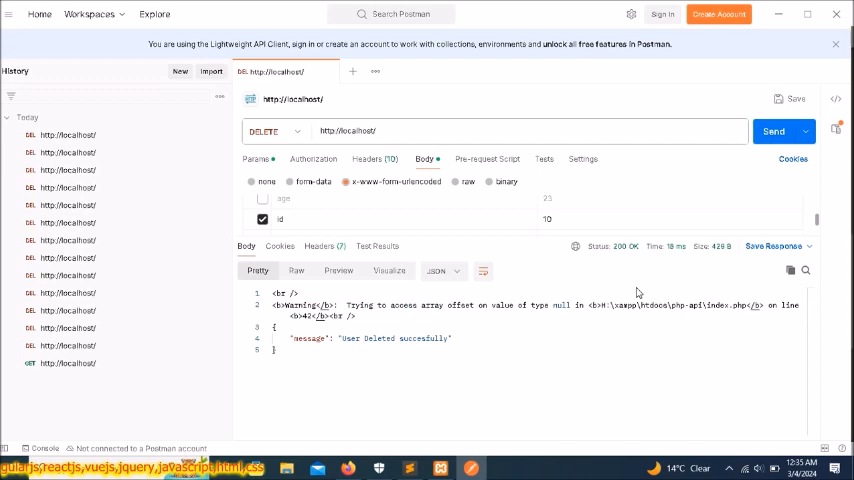 Home Workspaces Explore Search Postman Sign In Create Account
You are using the Lightweight API Client, sign in or create an account to work with collections, environments and unlock all free features in Postman.
History New Import DEL http://localhost/
http://localhost/ Save
Today
DEL http://localhost/
DEL http://localhost/
DEL http://localhost/
DEL http://localhost/
DEL http://localhost/
DEL http://localhost/
DEL http://localhost/
DEL http://localhost/
DEL http://localhost/
DEL http://localhost/
DEL http://localhost/
DEL http://localhost/
DEL http://localhost/
GET http://localhost/
DELETE http://localhost/ Send
Params Authorization Headers (10) Body Pre-request Script Tests Settings Cookies
none form-data x-www-form-urlencoded raw binary
age 23
id 10
Body Cookies Headers (7) Test Results Status: 200 OK Time: 18 ms Size: 428 B Save Response
Pretty Raw Preview Visualize JSON
1 <br />
2 <b>Warning</b>: Trying to access array offset on value of type null in <b>H:\xampp\htdocs\php-api\index.php</b> on line
<b>42</b><br />
3 {
4 "message": "User Deleted succesfully"
5 }
Console Not connected to a Postman account
gularjs,reactjs,vuejs,jquery,javascript,html,css
14°C Clear 12:35 AM
3/4/2024